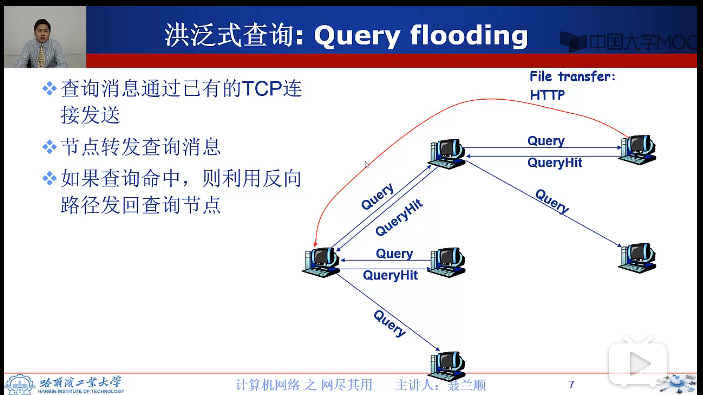 洪泛式查询: Query flooding
中国大学MOOC
查询消息通过已有的TCP连
接发送
节点转发查询消息
如果查询命中，则利用反向
路径发回查询节点
File transfer:
HTTP
Query
QueryHit
Query
QueryHit
Query
Query
QueryHit
Query
哈尔滨工业大学
HARBIN INSTITUTE OF TECHNOLOGY
计算机网络 之 网尽其用
主讲人：聂兰顺
7